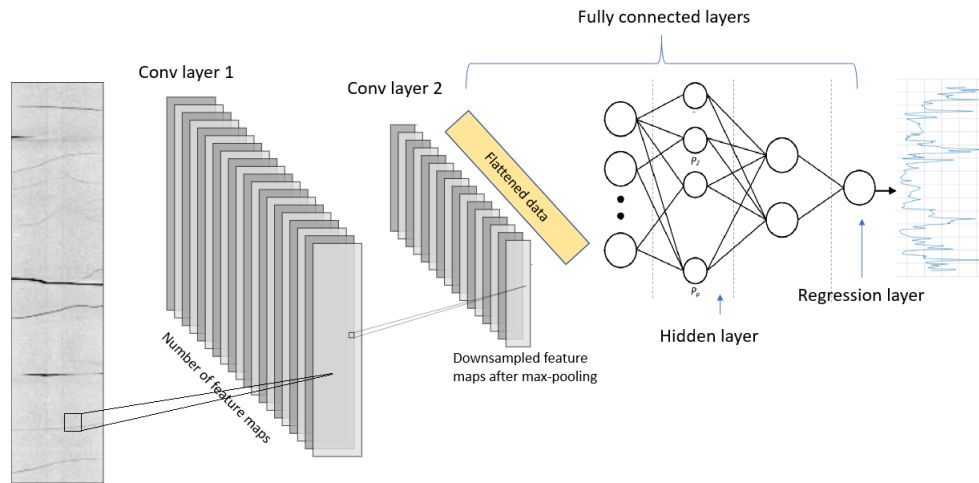 Fully connected layers
Conv layer 1
Conv layer 2
Flattened data
P2
Pp
Regression layer
Hidden layer
Number of feature maps
Downsampled feature
maps after max-pooling